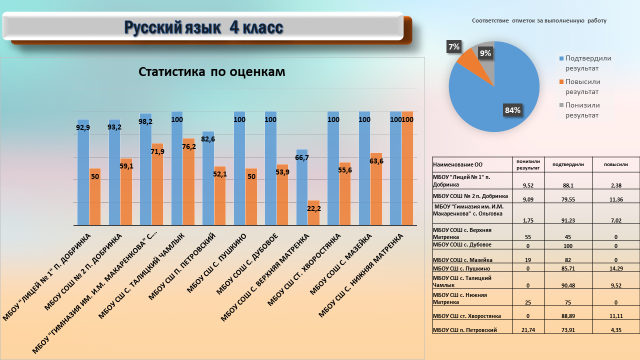 Русский язык 4 класс
Статистика по оценкам
92,9
50
93,2
59,1
98,2
71,9
100
76,2
82,6
52,1
100
50
100
53,9
66,7
22,2
100
55,6
100
63,6
100
100
МБОУ "ЛИЦЕЙ № 1" П. ДОБРИНКА
МБОУ СОШ № 2 П. ДОБРИНКА
МБОУ "ГИМНАЗИЯ ИМ. И.М. МАКАРЕНКОВА" С…
МБОУ СШ С. ТАЛИЦКИЙ ЧАМЛЫК
МБОУ СШ П. ПЕТРОВСКИЙ
МБОУ СШ С. ПУШКИНО
МБОУ СОШ С. ДУБОВОЕ
МБОУ СОШ С. ВЕРХНЯЯ МАТРЕНКА
МБОУ СШ СТ. ХВОРОСТЯНКА
МБОУ СОШ С. МАЗЕЙКА
МБОУ СШ С. НИЖНЯЯ МАТРЕНКА
Соответствие отметок за выполненную работу
7%
9%
84%
Подтвердили
результат
Повысили
результат
Понизили
результат
Наименование ОО понизили результат подтвердили повысили
МБОУ "Лицей № 1" п.
Добринка 9,52 88,1 2,38
МБОУ СОШ № 2 п. Добринка 9,09 79,55 11,36
МБОУ "Гимназия им. И.М.
Макаренкова" с. Ольговка 1,75 91,23 7,02
МБОУ СОШ с. Верхняя
Матренка 55 45 0
МБОУ СОШ с. Дубовое 0 100 0
МБОУ СОШ с. Мазейка 19 82 0
МБОУ СШ с. Пушкино 0 85,71 14,29
МБОУ СШ с. Талицкий
Чамлык 0 90,48 9,52
МБОУ СШ с. Нижняя
Матренка 25 75 0
МБОУ СШ ст. Хворостянка 0 88,89 11,11
МБОУ СШ п. Петровский 21,74 73,91 4,35